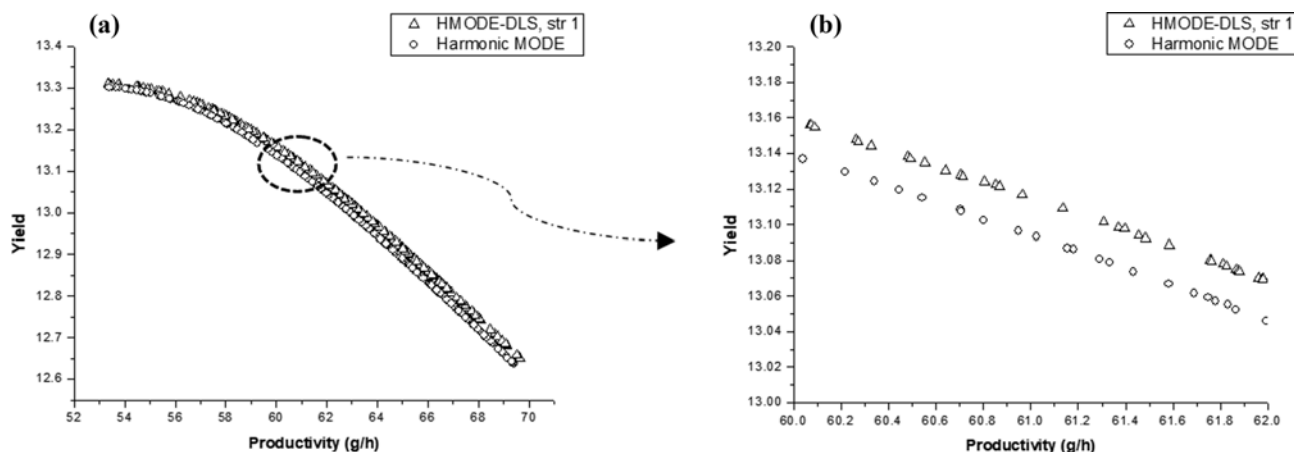 (a)
HMODE-DLS, str 1
Harmonic MODE
13.4
13.3
13.2
13.1
13.0
12.9
12.8
12.7
12.6
Yield
52 54 56 58 60 62 64 66 68 70
Productivity (g/h)
(b)
HMODE-DLS, str 1
Harmonic MODE
13.20
13.18
13.16
13.14
13.12
13.10
13.08
13.06
13.04
13.02
13.00
Yield
60.0 60.2 60.4 60.6 60.8 61.0 61.2 61.4 61.6 61.8 62.0
Productivity (g/h)